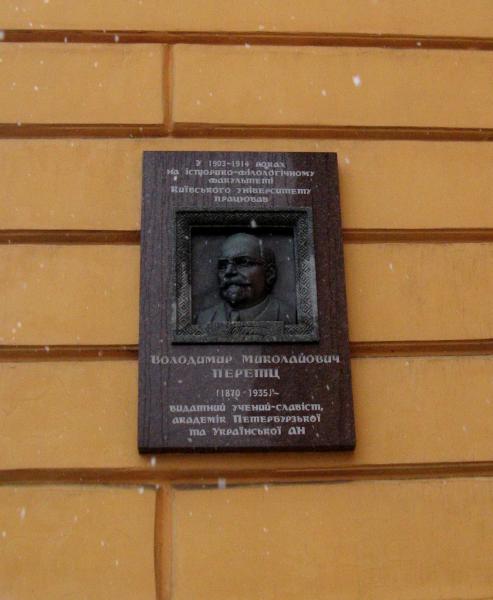 У 1903-1914 роках
на історико-філологічному
факультеті
Київського університету
працював
Володимир Миколайович
Перетц
(1870-1935)
видатний учений-славіст,
академік Петербурзької
та Української АН